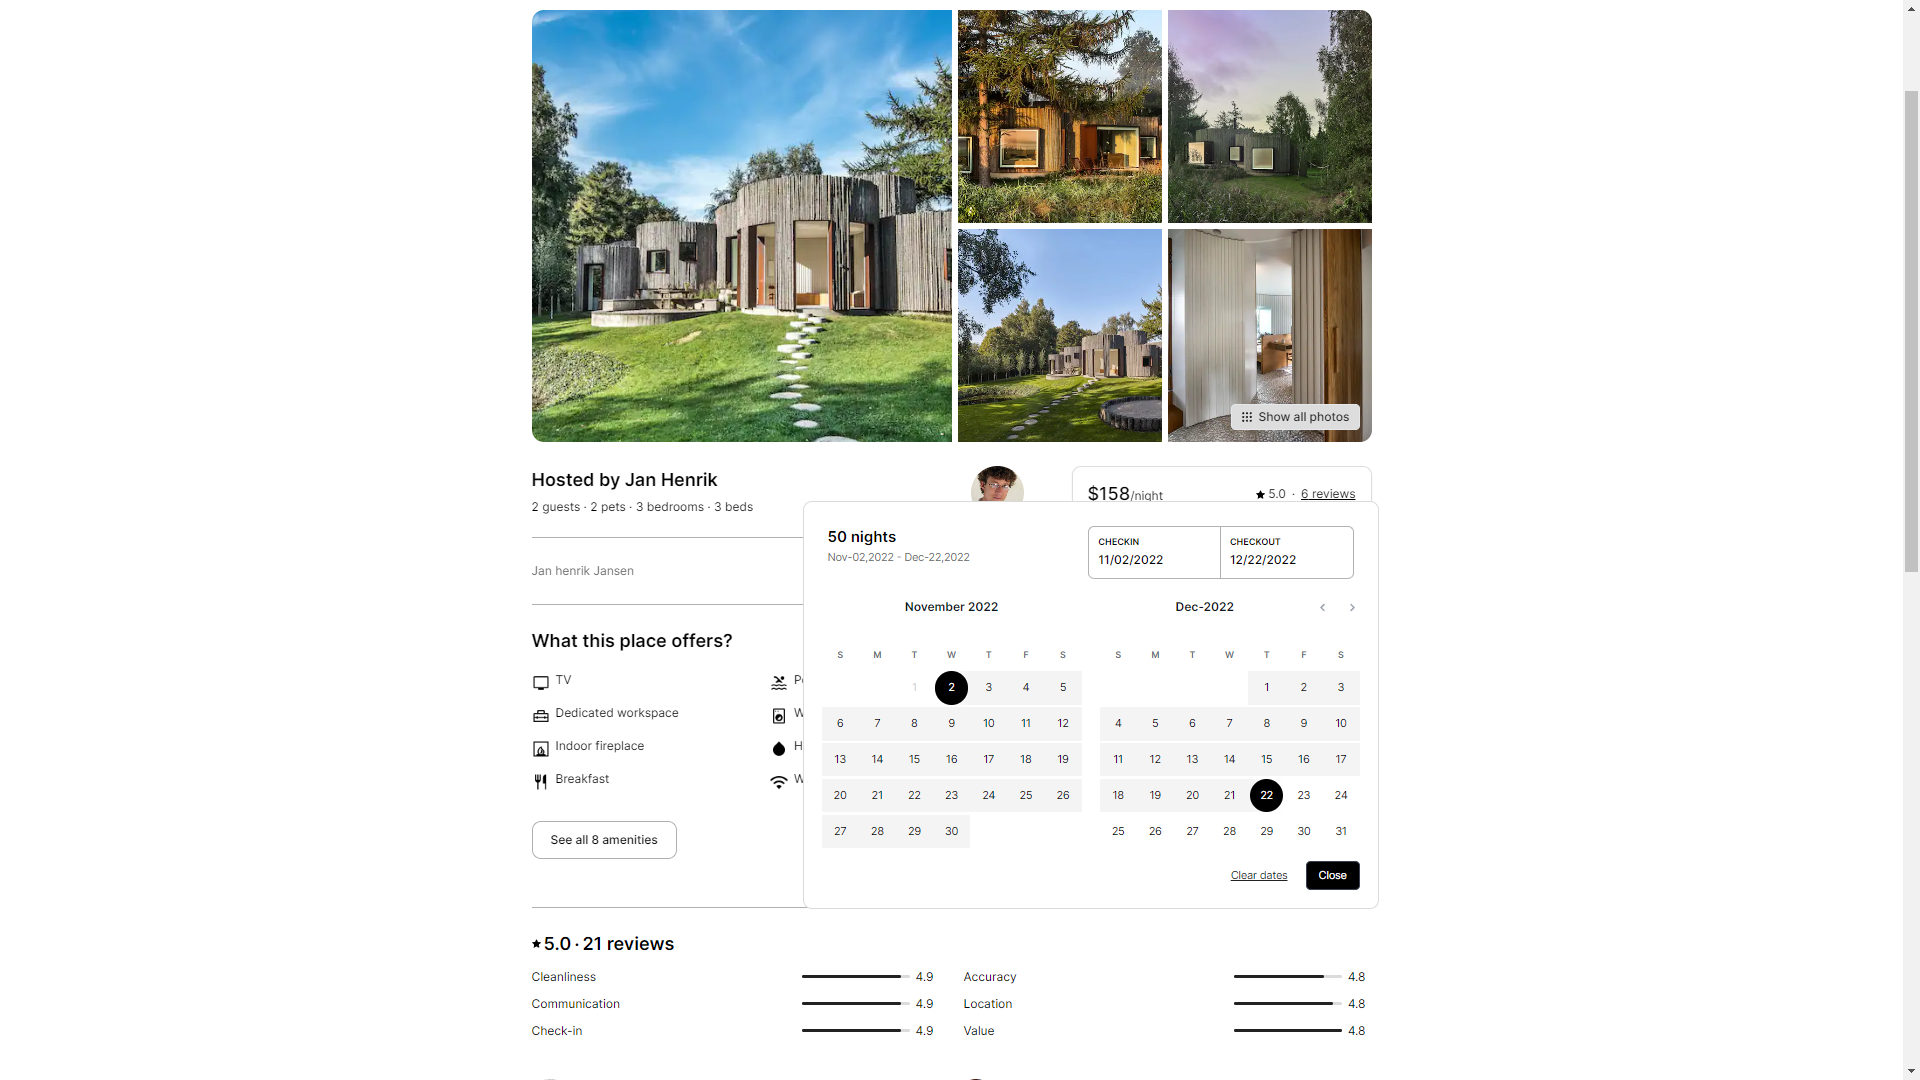 Show all photos
Hosted by Jan Henrik
2 guests · 2 pets · 3 bedrooms · 3 beds
$158/night
5.0 · 6 reviews
50 nights
Nov-02,2022 - Dec-22,2022
CHECKIN
11/02/2022
CHECKOUT
12/22/2022
Jan henrik Jansen
November 2022
S M T W T F S
1 2 3 4 5
6 7 8 9 10 11 12
13 14 15 16 17 18 19
20 21 22 23 24 25 26
27 28 29 30
Dec-2022
S M T W T F S
1 2 3
4 5 6 7 8 9 10
11 12 13 14 15 16 17
18 19 20 21 22 23 24
25 26 27 28 29 30 31
Clear dates
Close
What this place offers?
TV
Dedicated workspace
Indoor fireplace
Breakfast
See all 8 amenities
5.0 · 21 reviews
Cleanliness 4.9
Accuracy 4.8
Communication 4.9
Location 4.8
Check-in 4.9
Value 4.8